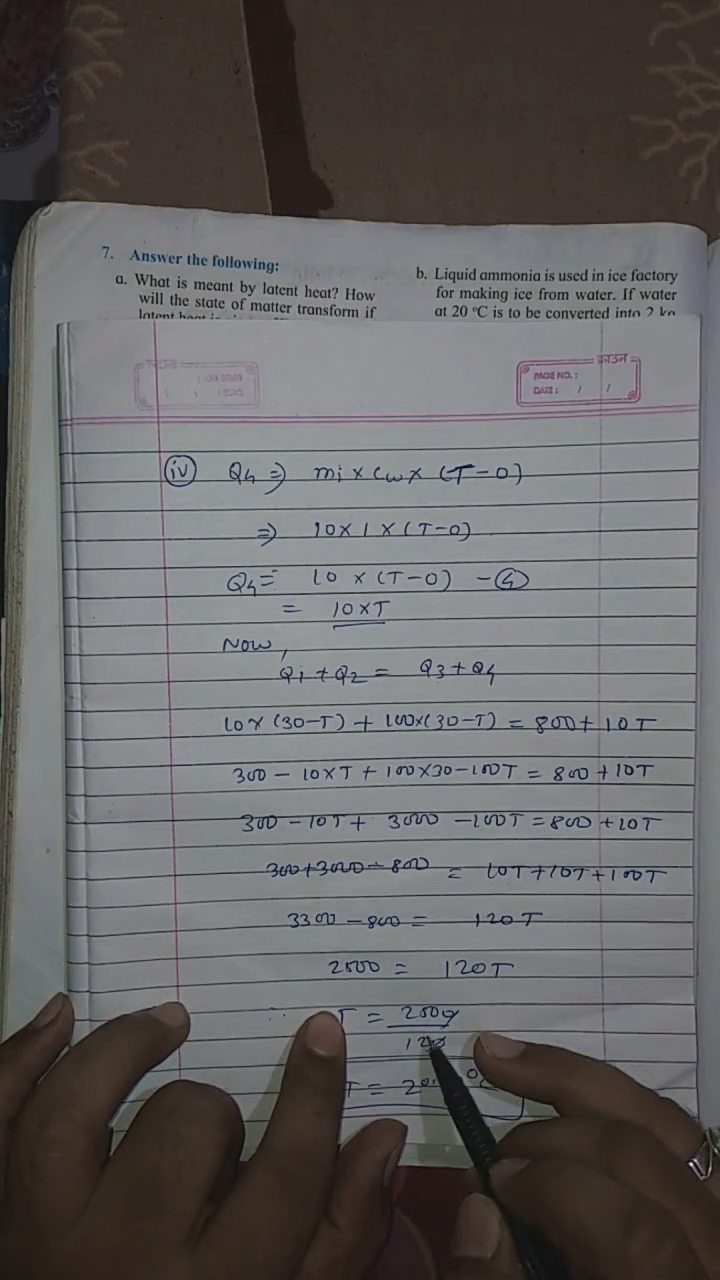 7. Answer the following:
a. What is meant by latent heat? How
will the state of matter transform if
b. Liquid ammonia is used in ice factory
for making ice from water. If water
at 20 °C is to be converted into 2 kg
क्राउन
PAGE NO. :
DATE : / /
(iv) Q4 ⇒ mi × Cw × (T-0)
⇒ 10 × 1 × (T-0)
Q4 = 10 × (T-0) - (4)
= 10×T
Now,
Q1 + Q2 = Q3 + Q4
10× (30-T) + 100×(30-T) = 800 + 10T
300 - 10×T + 100×30-100T = 800 + 10T
300 - 10T + 3000 - 100T = 800 + 10T
300+3000-800 = 10T+10T+100T
3300 - 800 = 120T
2500 = 120T
∴ T = 2500
120
T =